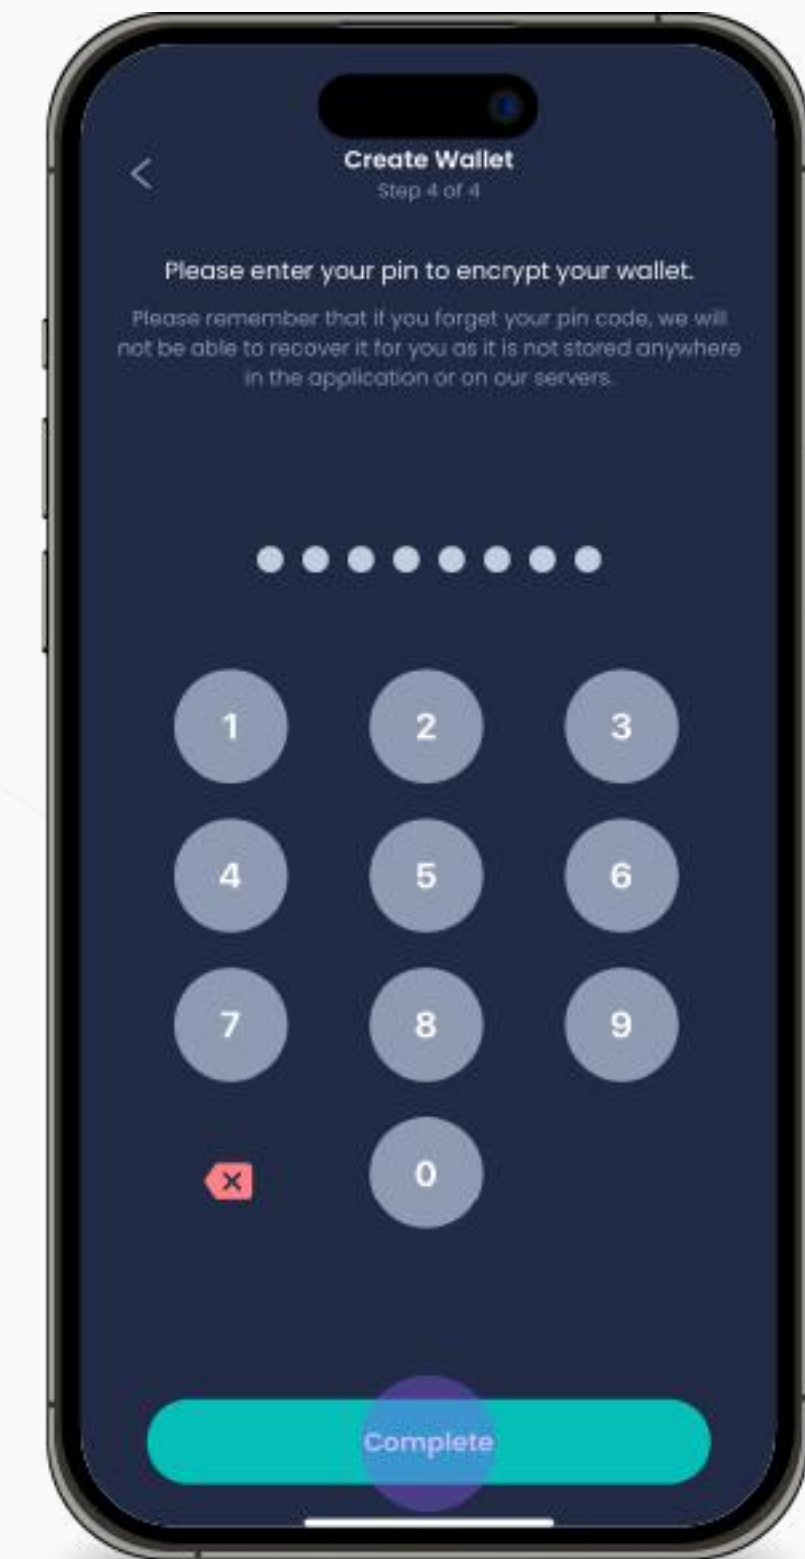 Create Wallet
Step 4 of 4
Please enter your pin to encrypt your wallet.
Please remember that if you forget your pin code, we will
not be able to recover it for you as it is not stored anywhere
in the application or on our servers.
1 2 3
4 5 6
7 8 9
0
Complete